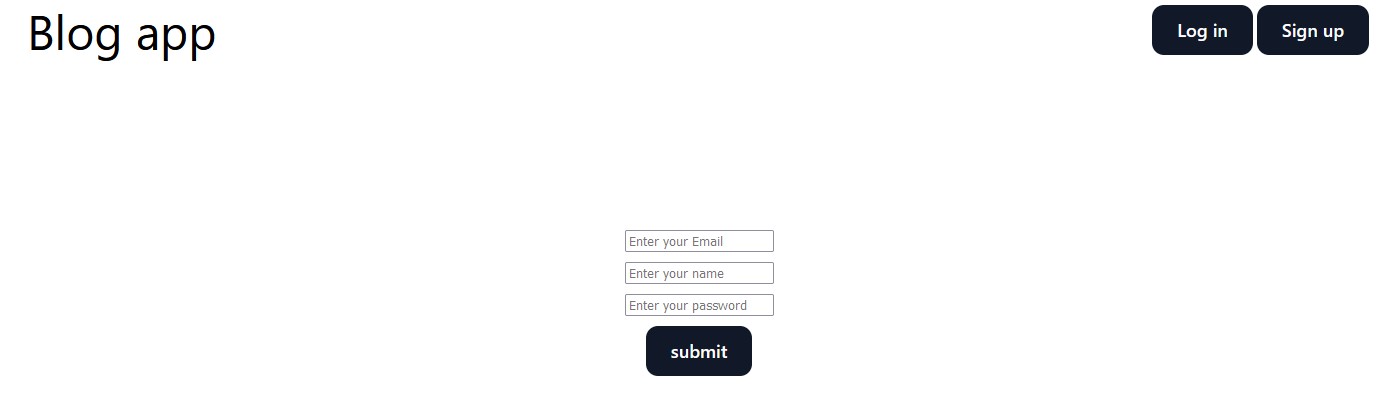 Blog app
Log in Sign up
Enter your Email
Enter your name
Enter your password
submit